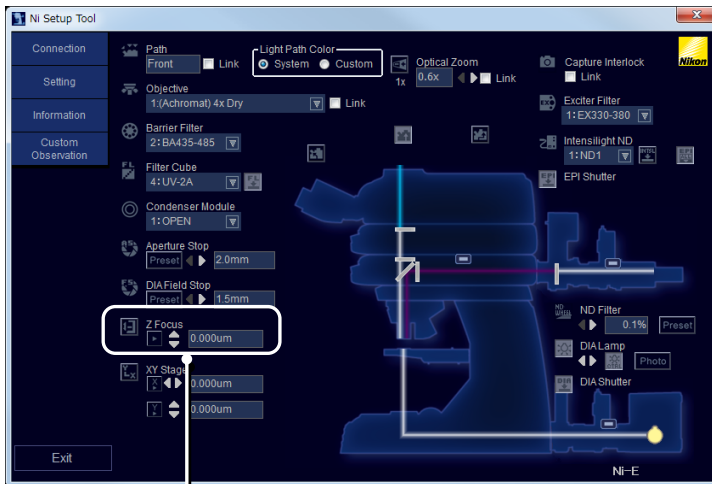 Ni Setup Tool
Connection
Setting
Information
Custom
Observation
Exit
Path
Front
Link
Light Path Color
System
Custom
1x
Optical Zoom
0.6x
Link
Capture Interlock
Link
Nikon
Objective
1:(Achromat) 4x Dry
Link
Exciter Filter
1:EX330-380
Barrier Filter
2:BA435-485
Intensilight ND
1:ND1
EPI Shutter
FL
Filter Cube
4:UV-2A
Condenser Module
1:OPEN
Aperture Stop
Preset
2.0mm
DIA Field Stop
Preset
1.5mm
Z Focus
0.000um
XY Stage
X
0.000um
Y
0.000um
ND
WHEEL
ND Filter
0.1%
Preset
DIA Lamp
Photo
DIA
DIA Shutter
Ni-E